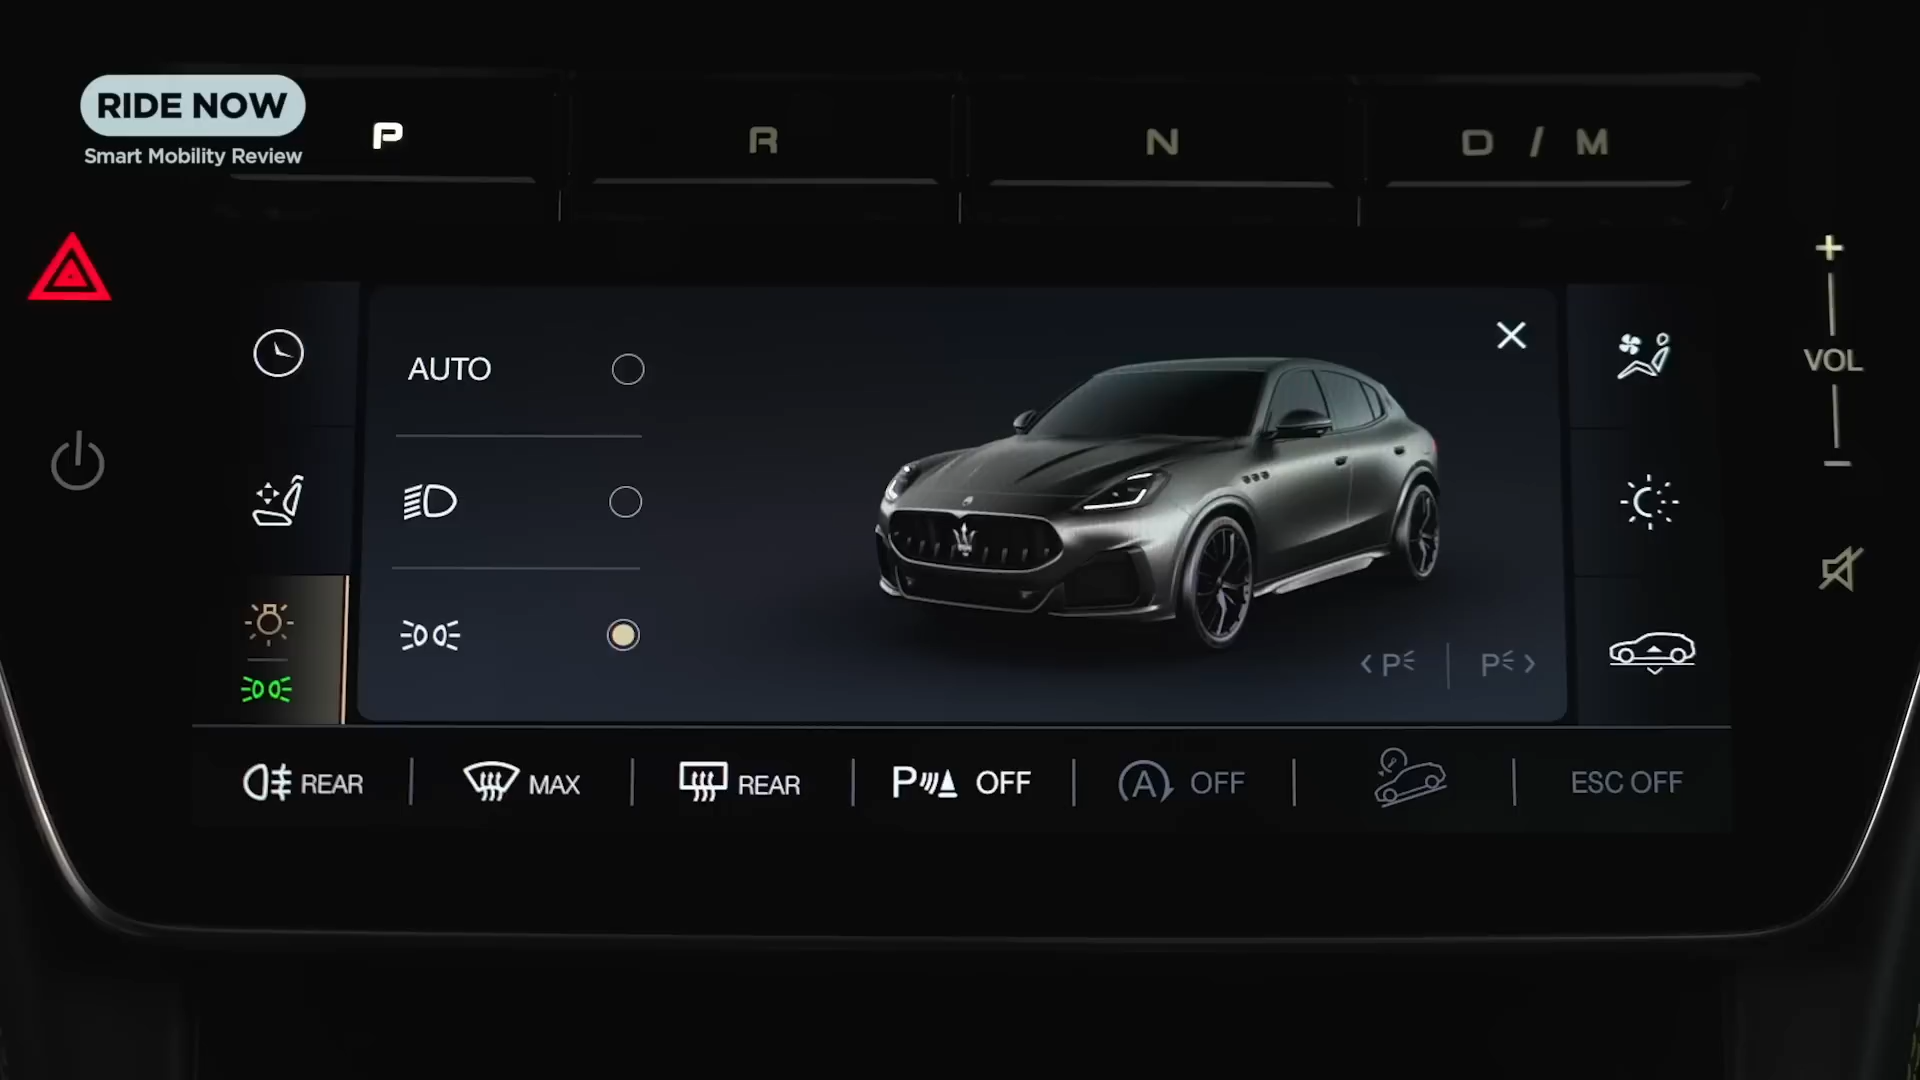 RIDE NOW
Smart Mobility Review
P
R
N
D / M
+
VOL
-
AUTO
< P
P >
REAR
MAX
REAR
P OFF
A OFF
ESC OFF